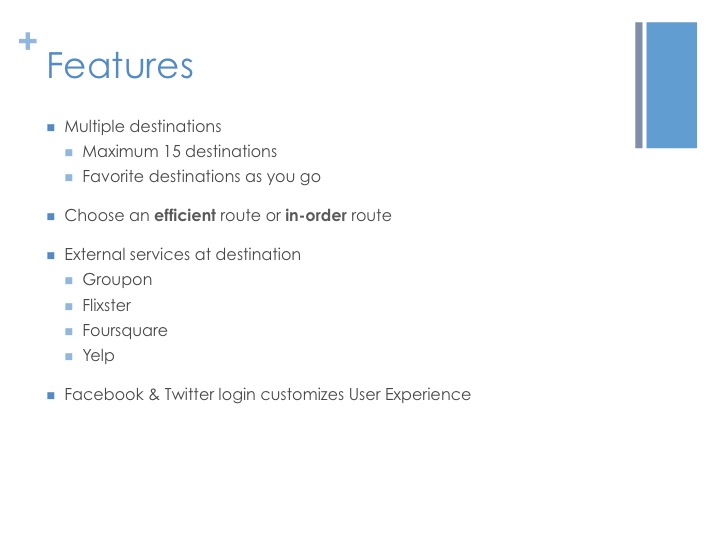 +
Features
Multiple destinations
Maximum 15 destinations
Favorite destinations as you go
Choose an efficient route or in-order route
External services at destination
Groupon
Flixster
Foursquare
Yelp
Facebook & Twitter login customizes User Experience